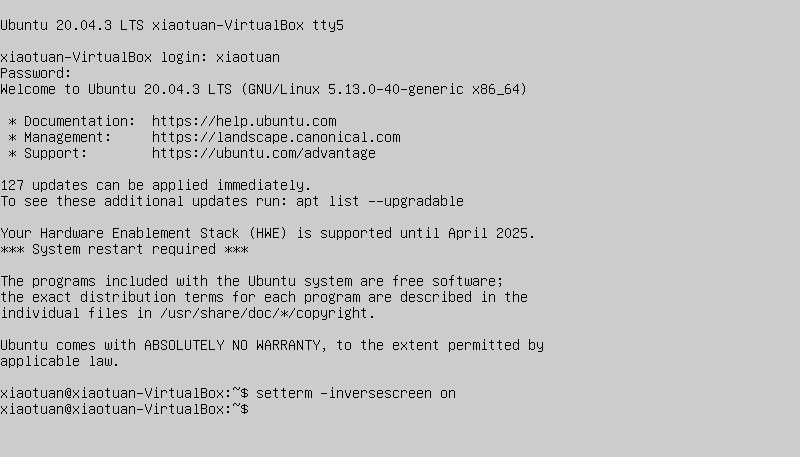 Ubuntu 20.04.3 LTS xiaotuan-VirtualBox tty5
xiaotuan-VirtualBox login: xiaotuan
Password:
Welcome to Ubuntu 20.04.3 LTS (GNU/Linux 5.13.0-40-generic x86_64)
* Documentation:  https://help.ubuntu.com
* Management:     https://landscape.canonical.com
* Support:        https://ubuntu.com/advantage
127 updates can be applied immediately.
To see these additional updates run: apt list --upgradable
Your Hardware Enablement Stack (HWE) is supported until April 2025.
*** System restart required ***
The programs included with the Ubuntu system are free software;
the exact distribution terms for each program are described in the
individual files in /usr/share/doc/*/copyright.
Ubuntu comes with ABSOLUTELY NO WARRANTY, to the extent permitted by
applicable law.
xiaotuan@xiaotuan-VirtualBox:~$ setterm -inversescreen on
xiaotuan@xiaotuan-VirtualBox:~$